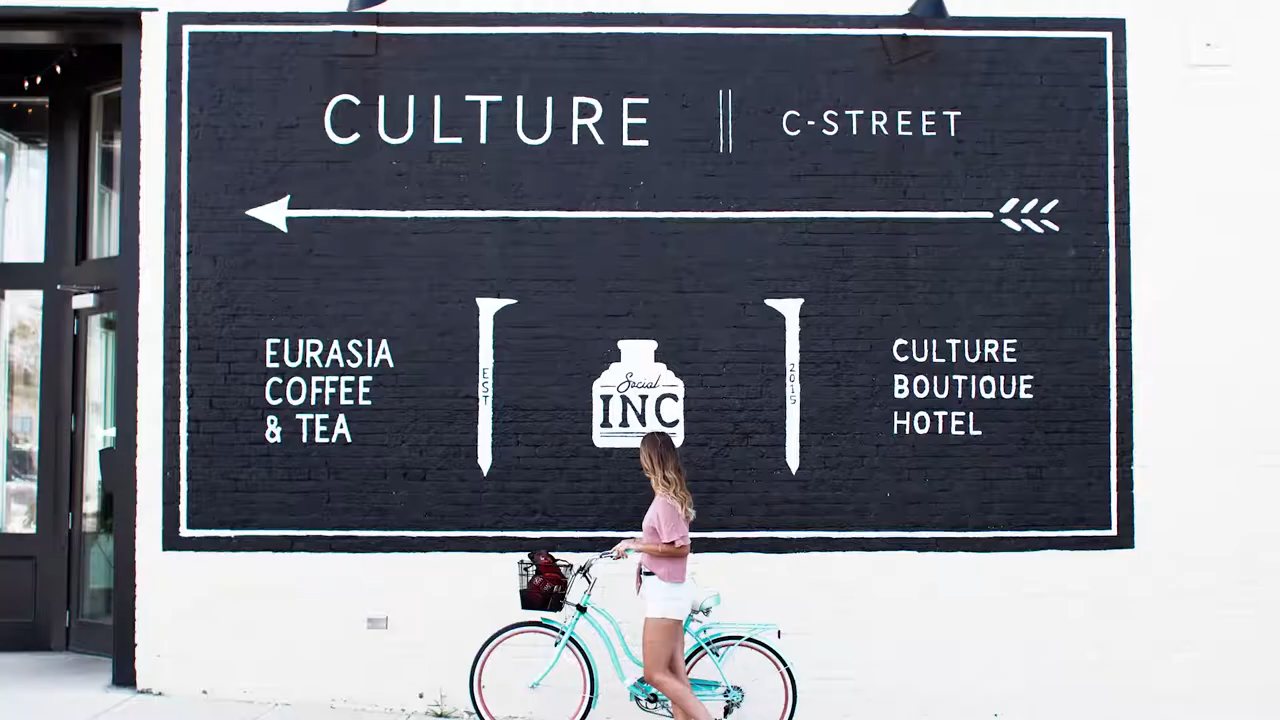 CULTURE || C-STREET
EURASIA
COFFEE
& TEA
EST
Social
INC
2015
CULTURE
BOUTIQUE
HOTEL